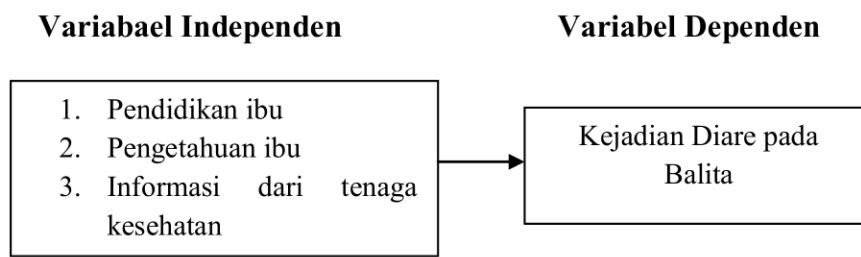 Variabael Independen
Variabel Dependen
1. Pendidikan ibu
2. Pengetahuan ibu
3. Informasi dari tenaga
kesehatan
Kejadian Diare pada
Balita